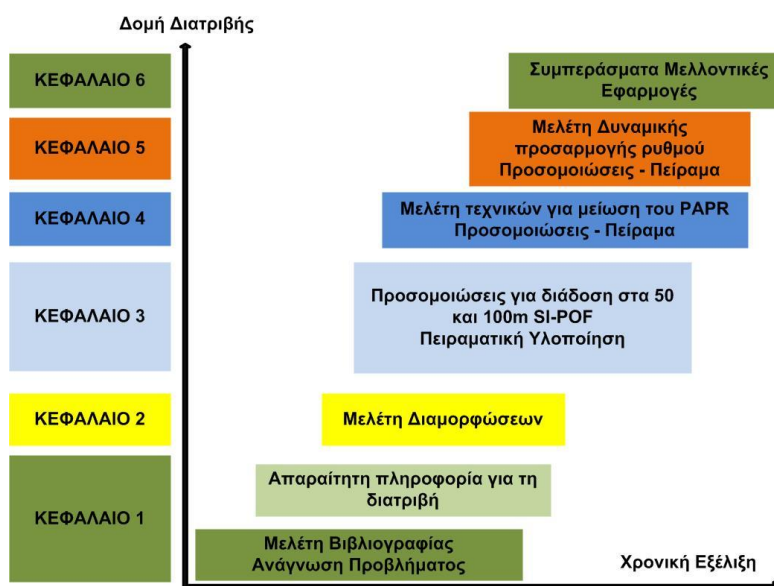 Δομή Διατριβής
ΚΕΦΑΛΑΙΟ 6
Συμπεράσματα Μελλοντικές
Εφαρμογές
ΚΕΦΑΛΑΙΟ 5
Μελέτη Δυναμικής
προσαρμογής ρυθμού
Προσομοιώσεις - Πείραμα
ΚΕΦΑΛΑΙΟ 4
Μελέτη τεχνικών για μείωση του PAPR
Προσομοιώσεις - Πείραμα
ΚΕΦΑΛΑΙΟ 3
Προσομοιώσεις για διάδοση στα 50
και 100m SI-POF
Πειραματική Υλοποίηση
ΚΕΦΑΛΑΙΟ 2
Μελέτη Διαμορφώσεων
ΚΕΦΑΛΑΙΟ 1
Απαραίτητη πληροφορία για τη
διατριβή
Μελέτη Βιβλιογραφίας
Ανάγνωση Προβλήματος
Χρονική Εξέλιξη